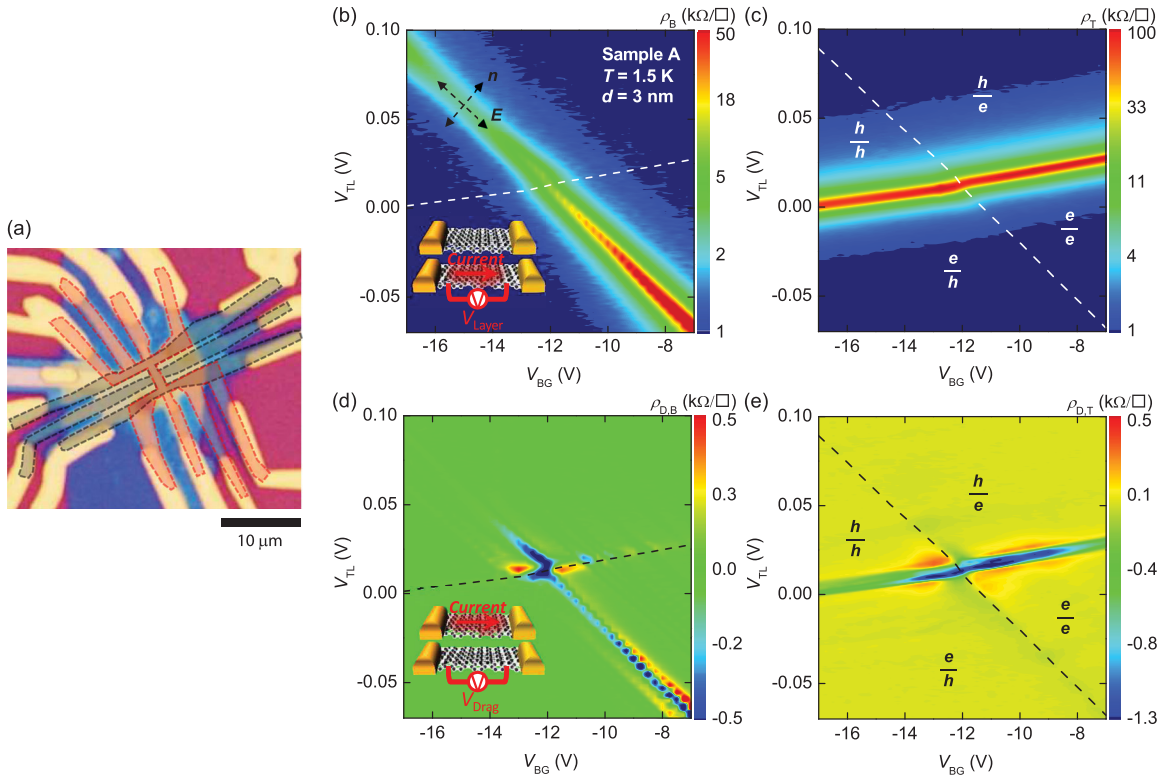 (a)
10 μm
(b)
ρB (kΩ/□)
Sample A
T = 1.5 K
d = 3 nm
n
E
Current
V
VLayer
VTL (V)
0.10
0.05
0.00
-0.05
-16 -14 -12 -10 -8
VBG (V)
50
18
5
2
1
(c)
ρT (kΩ/□)
h/e
h/h
e/e
e/h
VTL (V)
0.10
0.05
0.00
-0.05
-16 -14 -12 -10 -8
VBG (V)
100
33
11
4
1
(d)
ρD,B (kΩ/□)
Current
V
VDrag
VTL (V)
0.10
0.05
0.00
-0.05
-16 -14 -12 -10 -8
VBG (V)
0.5
0.3
0.0
-0.2
-0.5
(e)
ρD,T (kΩ/□)
h/e
h/h
e/e
e/h
VTL (V)
0.10
0.05
0.00
-0.05
-16 -14 -12 -10 -8
VBG (V)
0.5
0.1
-0.4
-0.8
-1.3